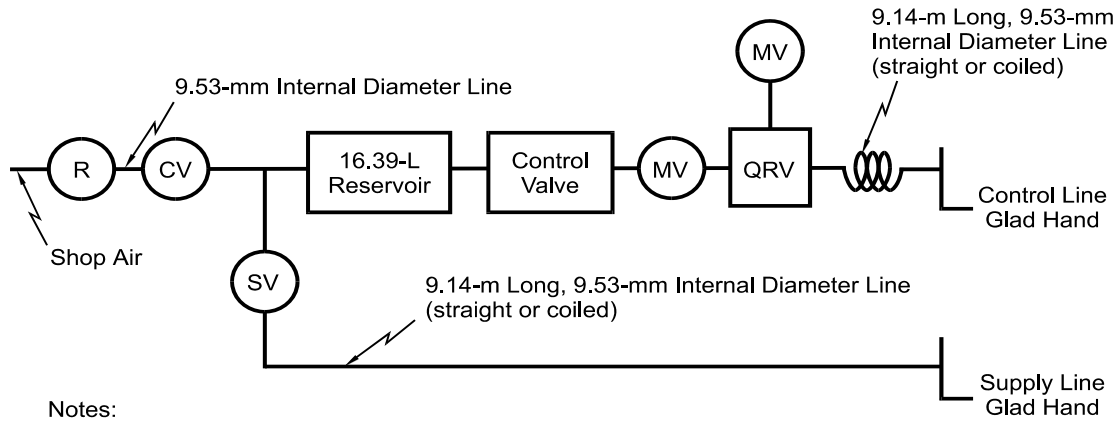 9.14-m Long, 9.53-mm
Internal Diameter Line
(straight or coiled)
MV
9.53-mm Internal Diameter Line
R
CV
16.39-L
Reservoir
Control
Valve
MV
QRV
Control Line
Glad Hand
Shop Air
SV
9.14-m Long, 9.53-mm Internal Diameter Line
(straight or coiled)
Supply Line
Glad Hand
Notes: